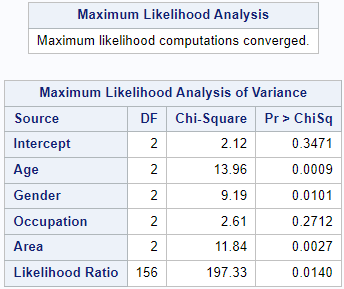 Maximum Likelihood Analysis
Maximum likelihood computations converged.
Maximum Likelihood Analysis of Variance
Source DF Chi-Square Pr > ChiSq
Intercept 2 2.12 0.3471
Age 2 13.96 0.0009
Gender 2 9.19 0.0101
Occupation 2 2.61 0.2712
Area 2 11.84 0.0027
Likelihood Ratio 156 197.33 0.0140